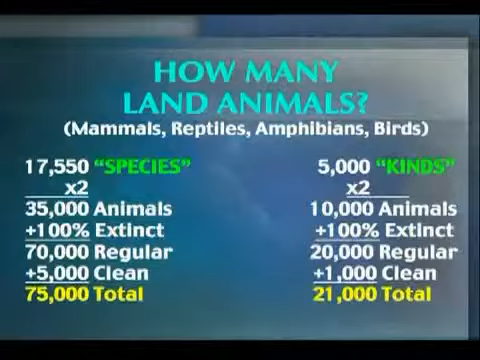 HOW MANY
LAND ANIMALS?
(Mammals, Reptiles, Amphibians, Birds)
17,550 "SPECIES"
x2
35,000 Animals
+100% Extinct
70,000 Regular
+5,000 Clean
75,000 Total
5,000 "KINDS"
x2
10,000 Animals
+100% Extinct
20,000 Regular
+1,000 Clean
21,000 Total